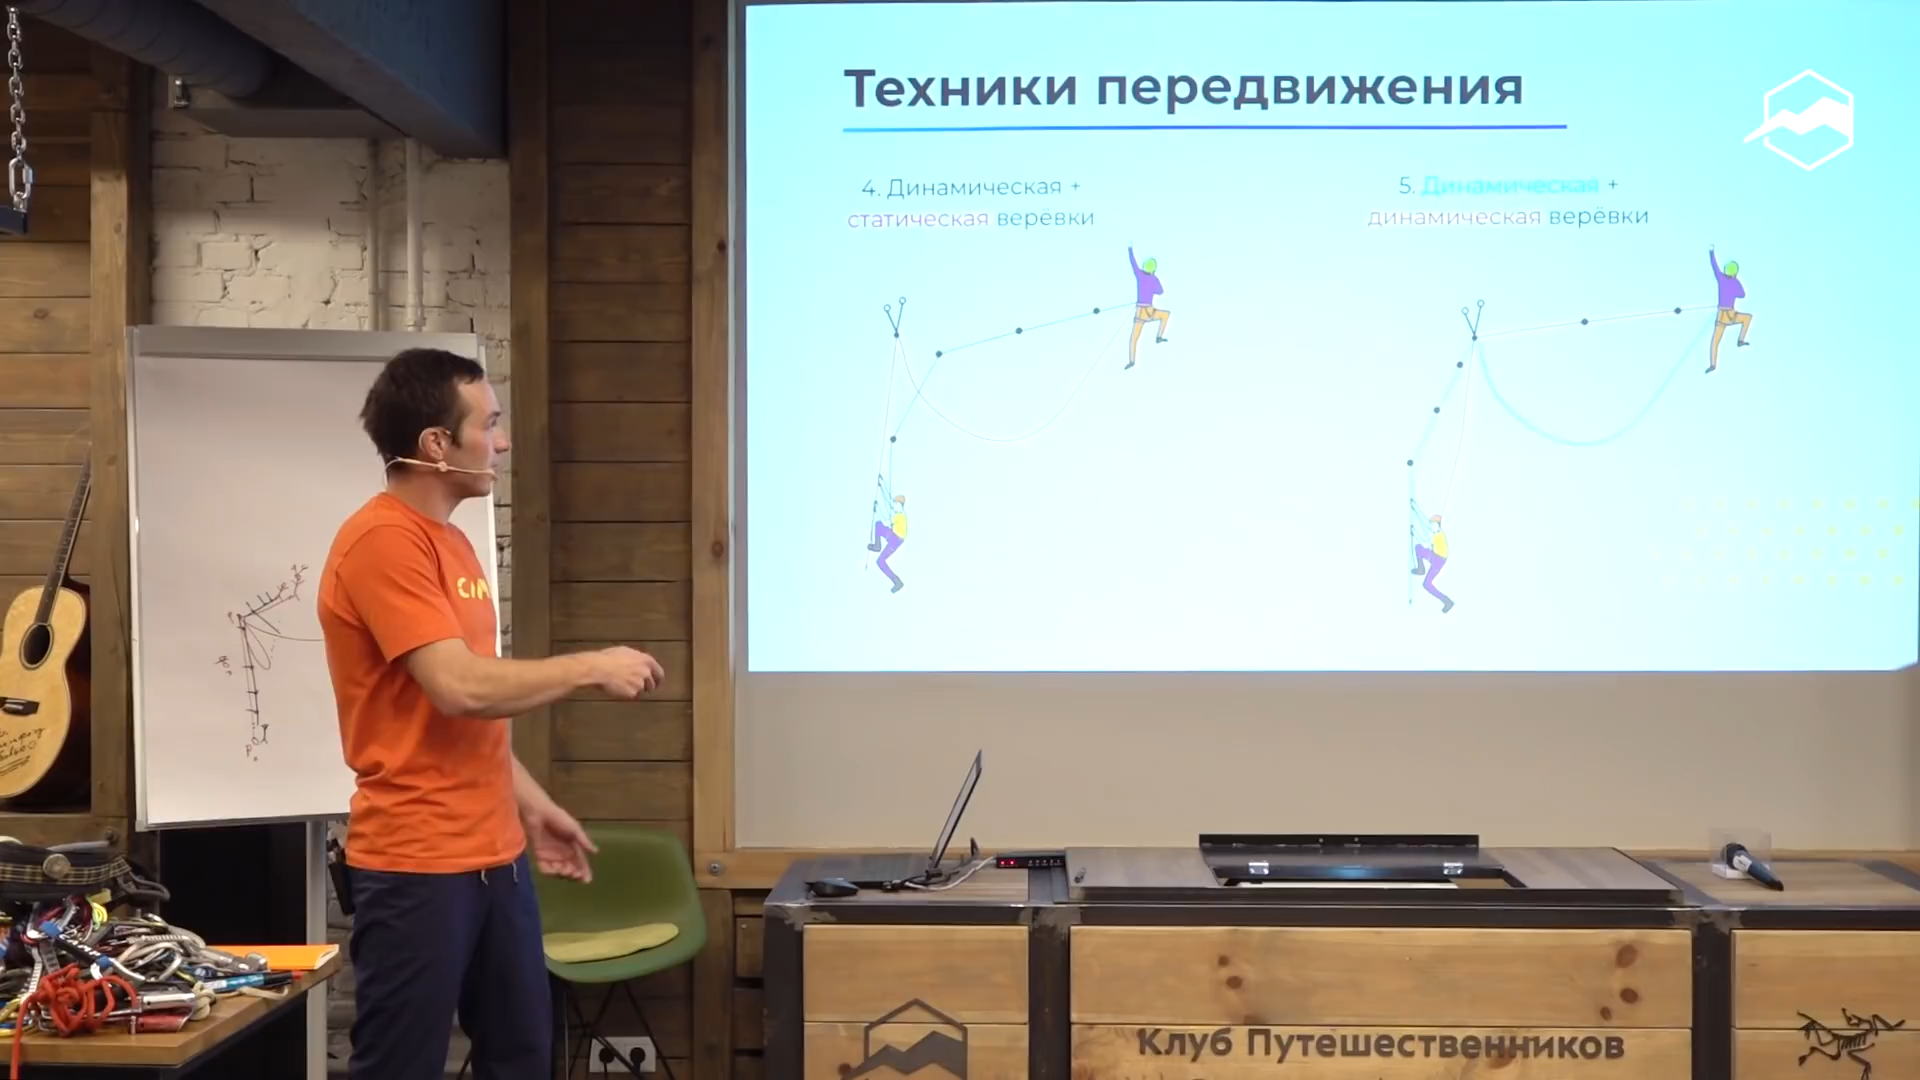 Техники передвижения
4. Динамическая +
статическая верёвки
5. Динамическая +
динамическая верёвки
Клуб Путешественников